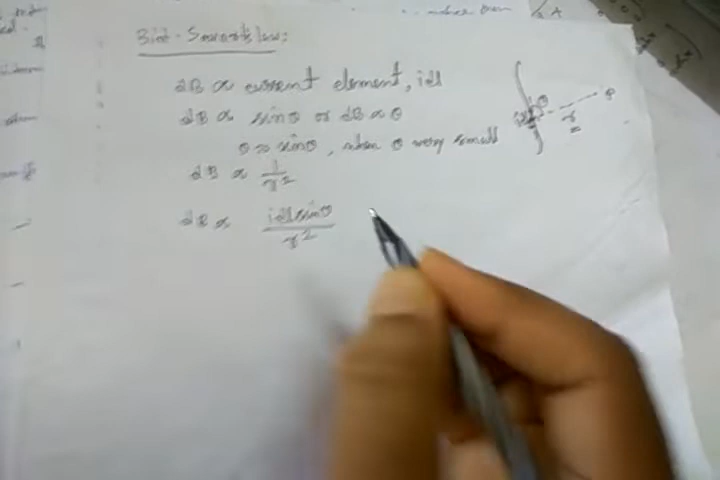 Biot-Savart's law:
dB ∝ current element, idl
dB ∝ sinθ or dB ∝ θ
θ ≈ sinθ, when θ very small
dB ∝ 1/r²
dB ∝ idl sinθ/r²
θ
r
P